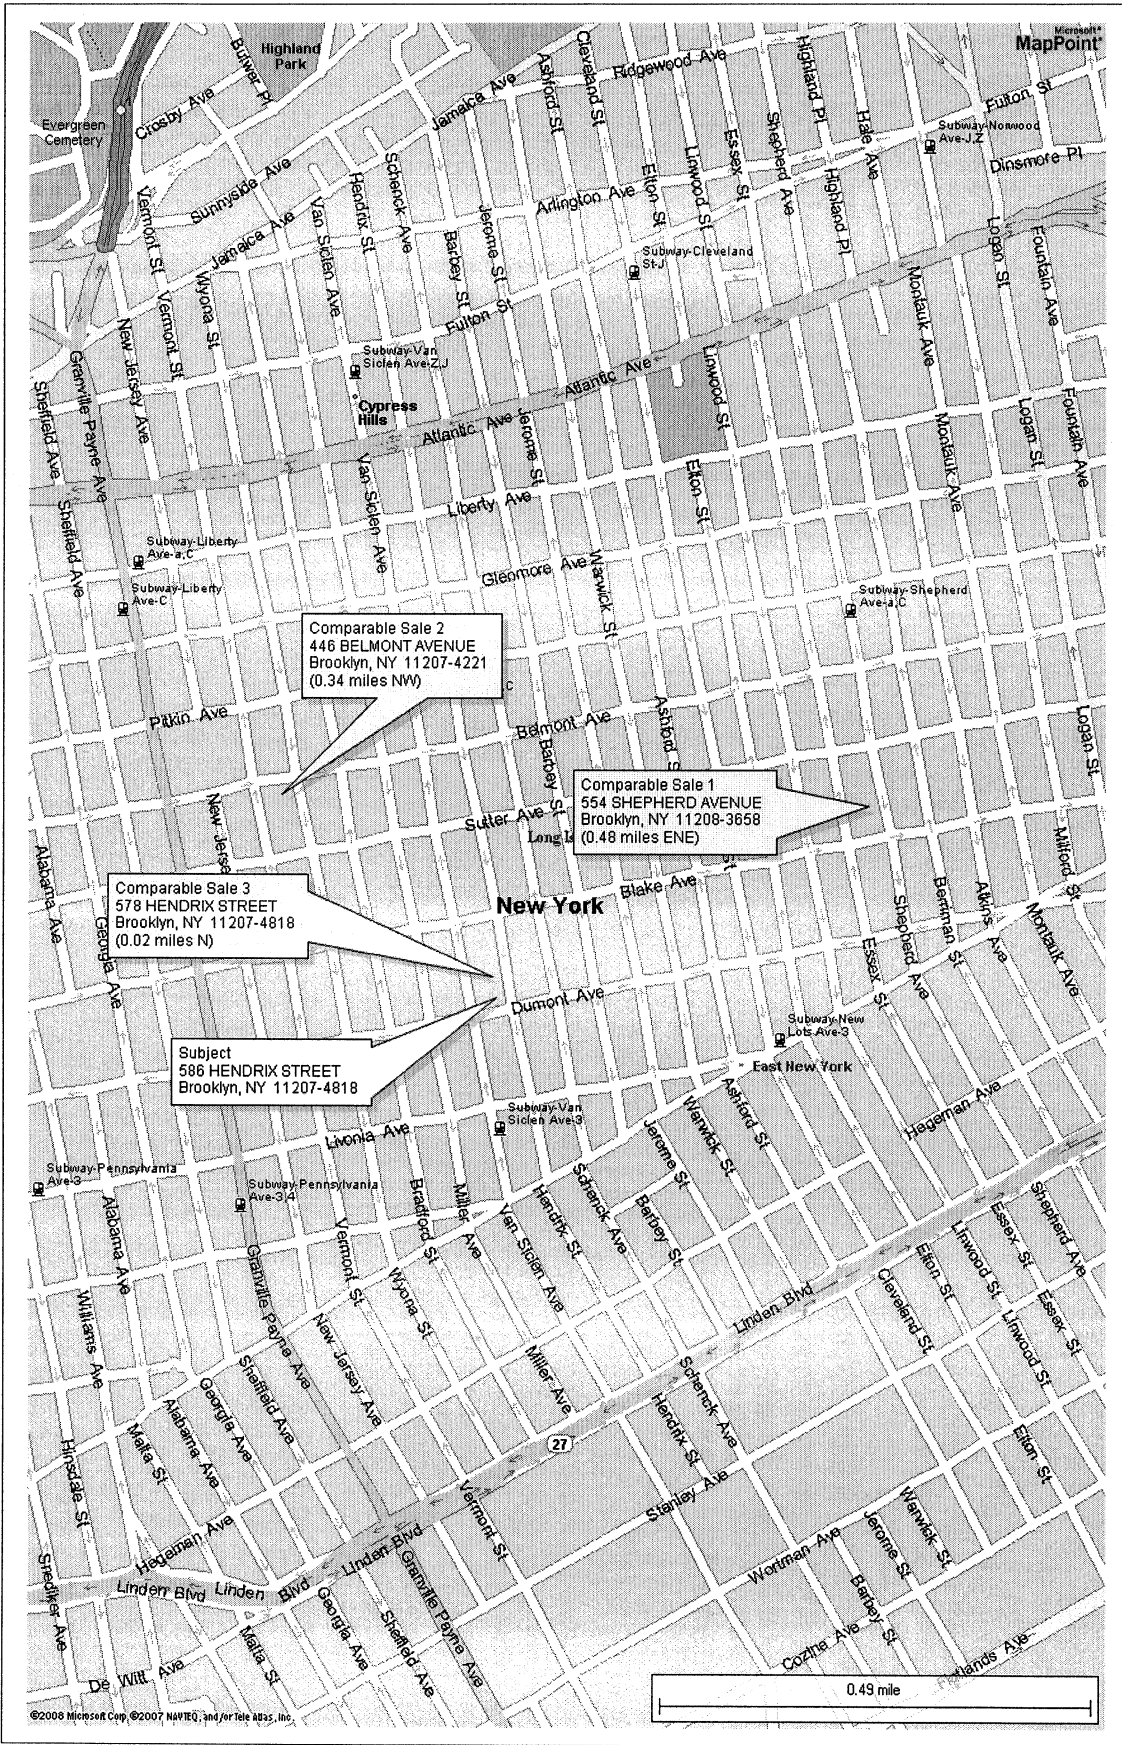 Microsoft®
MapPoint®
Highland
Park
Butler Pl
Crosby Ave
Evergreen
Cemetery
Jamaica Ave
Ashford St
Cleveland St
Ridgewood Ave
Highland Pl
Hale Ave
Fulton St
Subway-Norwood
Ave-J,Z
Dinsmore Pl
Essex St
Shepherd Ave
Linwood St
Elton St
Highland Pl
Sunnyside Ave
Vermont St
Jamaica Ave
Van Siclen Ave
Hendrix St
Schenck Ave
Barbey St
Jerome St
Arlington Ave
Subway-Cleveland
St-J
Logan St
Fountain Ave
Montauk Ave
Wyona St
Vermont St
New Jersey Ave
Fulton St
Subway-Van
Siclen Ave-Z,J
Cypress
Hills
Granville Payne Ave
Sheffield Ave
Atlantic Ave
Atlantic Ave
Linwood St
Jerome St
Elton St
Montauk Ave
Logan St
Fountain Ave
Van Siclen Ave
Liberty Ave
Sheffield Ave
Subway-Liberty
Ave-a,C
Subway-Liberty
Ave-C
Glenmore Ave
Warwick St
Subway-Shepherd
Ave-a,C
Comparable Sale 2
446 BELMONT AVENUE
Brooklyn, NY 11207-4221
(0.34 miles NW)
Pitkin Ave
Belmont Ave
Ashford S
Barbey St
Logan St
Comparable Sale 1
554 SHEPHERD AVENUE
Brooklyn, NY 11208-3658
(0.48 miles ENE)
New Jerse
Sutter Ave
Long Is
Milford St
Alabama Ave
Comparable Sale 3
578 HENDRIX STREET
Brooklyn, NY 11207-4818
(0.02 miles N)
Blake Ave
New York
Georgia Ave
Shepherd Ave
Berriman St
Atkins Ave
Montauk Ave
Essex St
Dumont Ave
Subway-New
Lots Ave-3
Subject
586 HENDRIX STREET
Brooklyn, NY 11207-4818
East New York
Subway-Van
Siclen Ave-3
Livonia Ave
Ashford St
Warwick St
Jerome St
Hegeman Ave
Subway-Pennsylvania
Ave-3
Subway-Pennsylvania
Ave-3,4
Alabama Ave
Bradford St
Miller Ave
Van Siclen Ave
Hendrix St
Schenck Ave
Barbey St
Vermont St
Granville Payne Ave
Wyona St
Shepherd Ave
Essex St
Linwood St
Elton St
Cleveland St
Williams Ave
Linden Blvd
New Jersey Ave
Essex St
Linwood St
Miller Ave
Schenck Ave
Hendrix St
Sheffield Ave
Georgia Ave
Alabama Ave
Malta St
Hinsdale St
27
Elton St
Stanley Ave
Vermont St
Warwick St
Jerome St
Wortman Ave
Hegeman Ave
Linden Blvd
Granville Payne Ave
Barbey St
Snediker Ave
Linden Blvd
Linden Blvd
Georgia Ave
Sheffield Ave
Malta St
De Witt Ave
Cozine Ave
Flatlands Ave
0.49 mile
©2008 Microsoft Corp ©2007 NAVTEQ, and/or Tele Atlas, Inc.